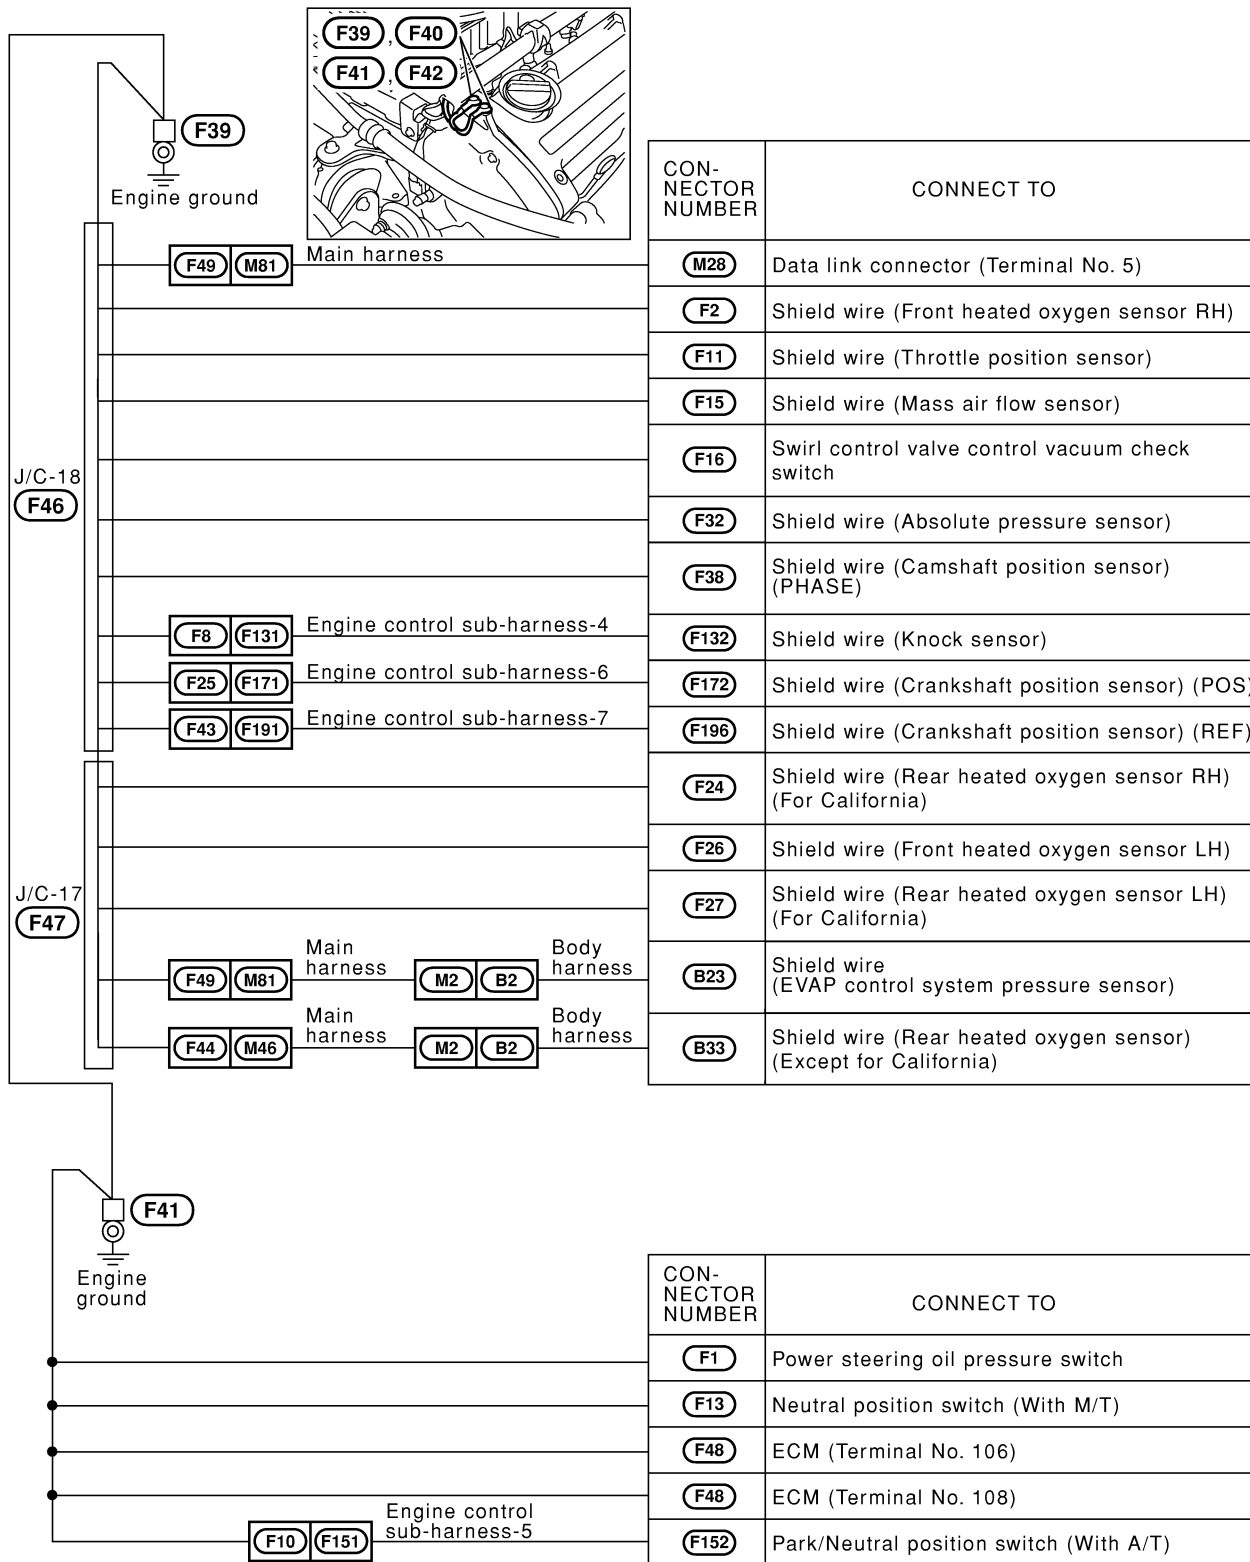 F39 , F40
F41 , F42
F39
Engine ground
CON-
NECTOR
NUMBER
CONNECT TO
F49 M81 Main harness M28 Data link connector (Terminal No. 5)
F2 Shield wire (Front heated oxygen sensor RH)
F11 Shield wire (Throttle position sensor)
F15 Shield wire (Mass air flow sensor)
F16 Swirl control valve control vacuum check
switch
J/C-18
F46
F32 Shield wire (Absolute pressure sensor)
F38 Shield wire (Camshaft position sensor)
(PHASE)
F8 F131 Engine control sub-harness-4 F132 Shield wire (Knock sensor)
F25 F171 Engine control sub-harness-6 F172 Shield wire (Crankshaft position sensor) (POS)
F43 F191 Engine control sub-harness-7 F196 Shield wire (Crankshaft position sensor) (REF)
F24 Shield wire (Rear heated oxygen sensor RH)
(For California)
F26 Shield wire (Front heated oxygen sensor LH)
J/C-17
F47
F27 Shield wire (Rear heated oxygen sensor LH)
(For California)
F49 M81 Main
harness
M2 B2 Body
harness
B23 Shield wire
(EVAP control system pressure sensor)
F44 M46 Main
harness
M2 B2 Body
harness
B33 Shield wire (Rear heated oxygen sensor)
(Except for California)
F41
Engine
ground
CON-
NECTOR
NUMBER
CONNECT TO
F1 Power steering oil pressure switch
F13 Neutral position switch (With M/T)
F48 ECM (Terminal No. 106)
F48 ECM (Terminal No. 108)
F10 F151 Engine control
sub-harness-5
F152 Park/Neutral position switch (With A/T)